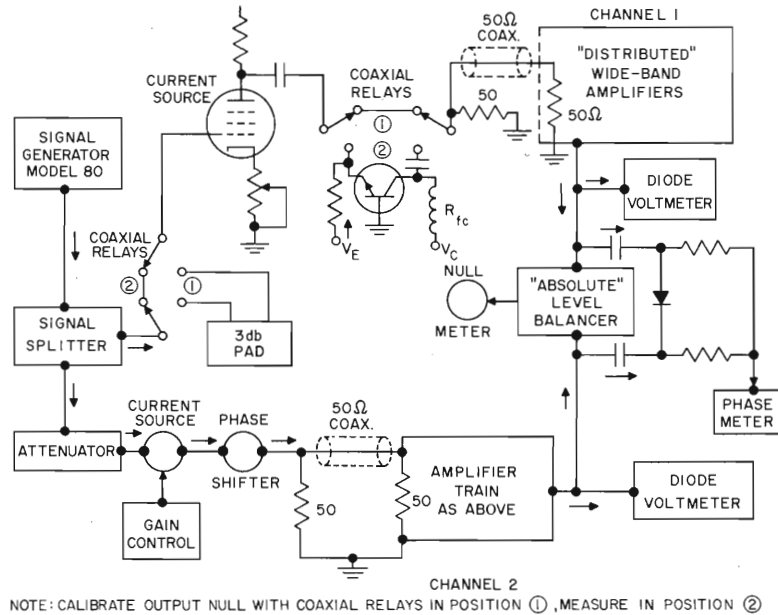 CHANNEL 1
50Ω
COAX.
"DISTRIBUTED"
WIDE-BAND
AMPLIFIERS
50Ω
50
CURRENT
SOURCE
COAXIAL
RELAYS
①
②
SIGNAL
GENERATOR
MODEL 80
DIODE
VOLTMETER
R_fc
V_E
V_C
COAXIAL
RELAYS
②
①
3db
PAD
SIGNAL
SPLITTER
NULL
METER
"ABSOLUTE"
LEVEL
BALANCER
PHASE
METER
ATTENUATOR
CURRENT
SOURCE
PHASE
SHIFTER
50Ω
COAX.
50
50
AMPLIFIER
TRAIN
AS ABOVE
DIODE
VOLTMETER
GAIN
CONTROL
CHANNEL 2
NOTE: CALIBRATE OUTPUT NULL WITH COAXIAL RELAYS IN POSITION ①, MEASURE IN POSITION ②